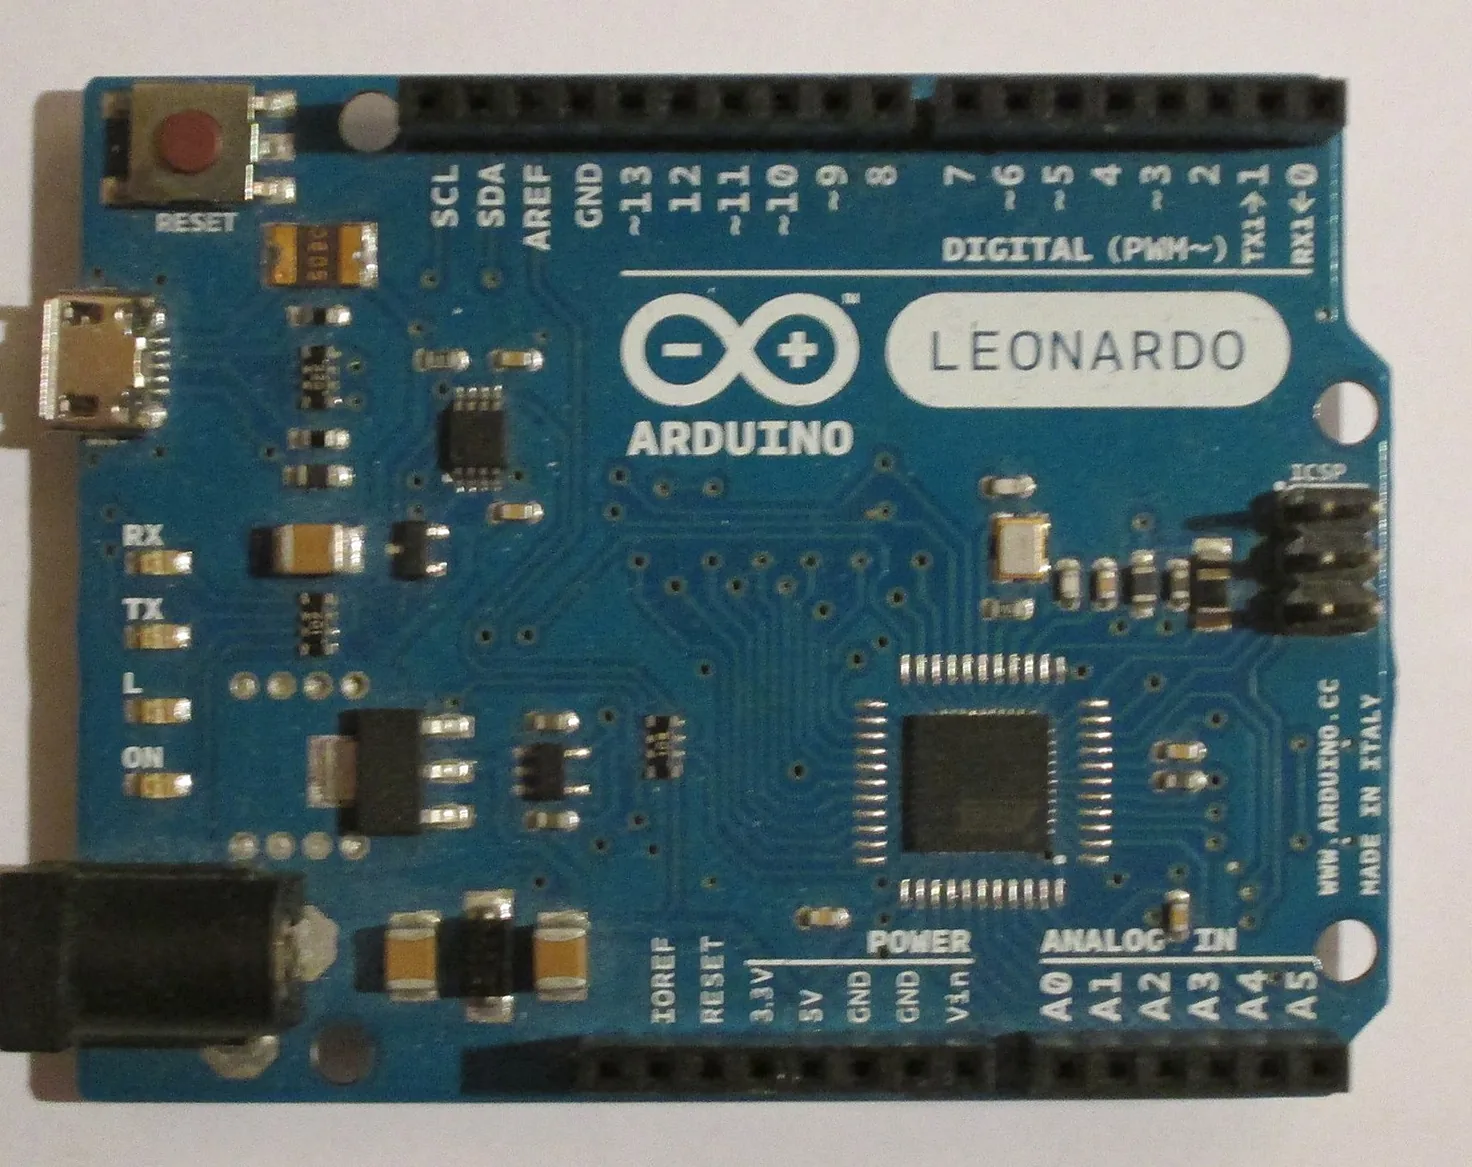 RESET
SCL
SDA
AREF
GND
~13
12
~11
~10
~9
8
7
~6
~5
4
~3
2
TX1→1
RX1←0
DIGITAL (PWM~)
LEONARDO
ARDUINO
™
ICSP
RX
TX
L
ON
WWW.ARDUINO.CC
MADE IN ITALY
POWER
ANALOG IN
IOREF
RESET
3.3V
5V
GND
GND
Vin
A0
A1
A2
A3
A4
A5